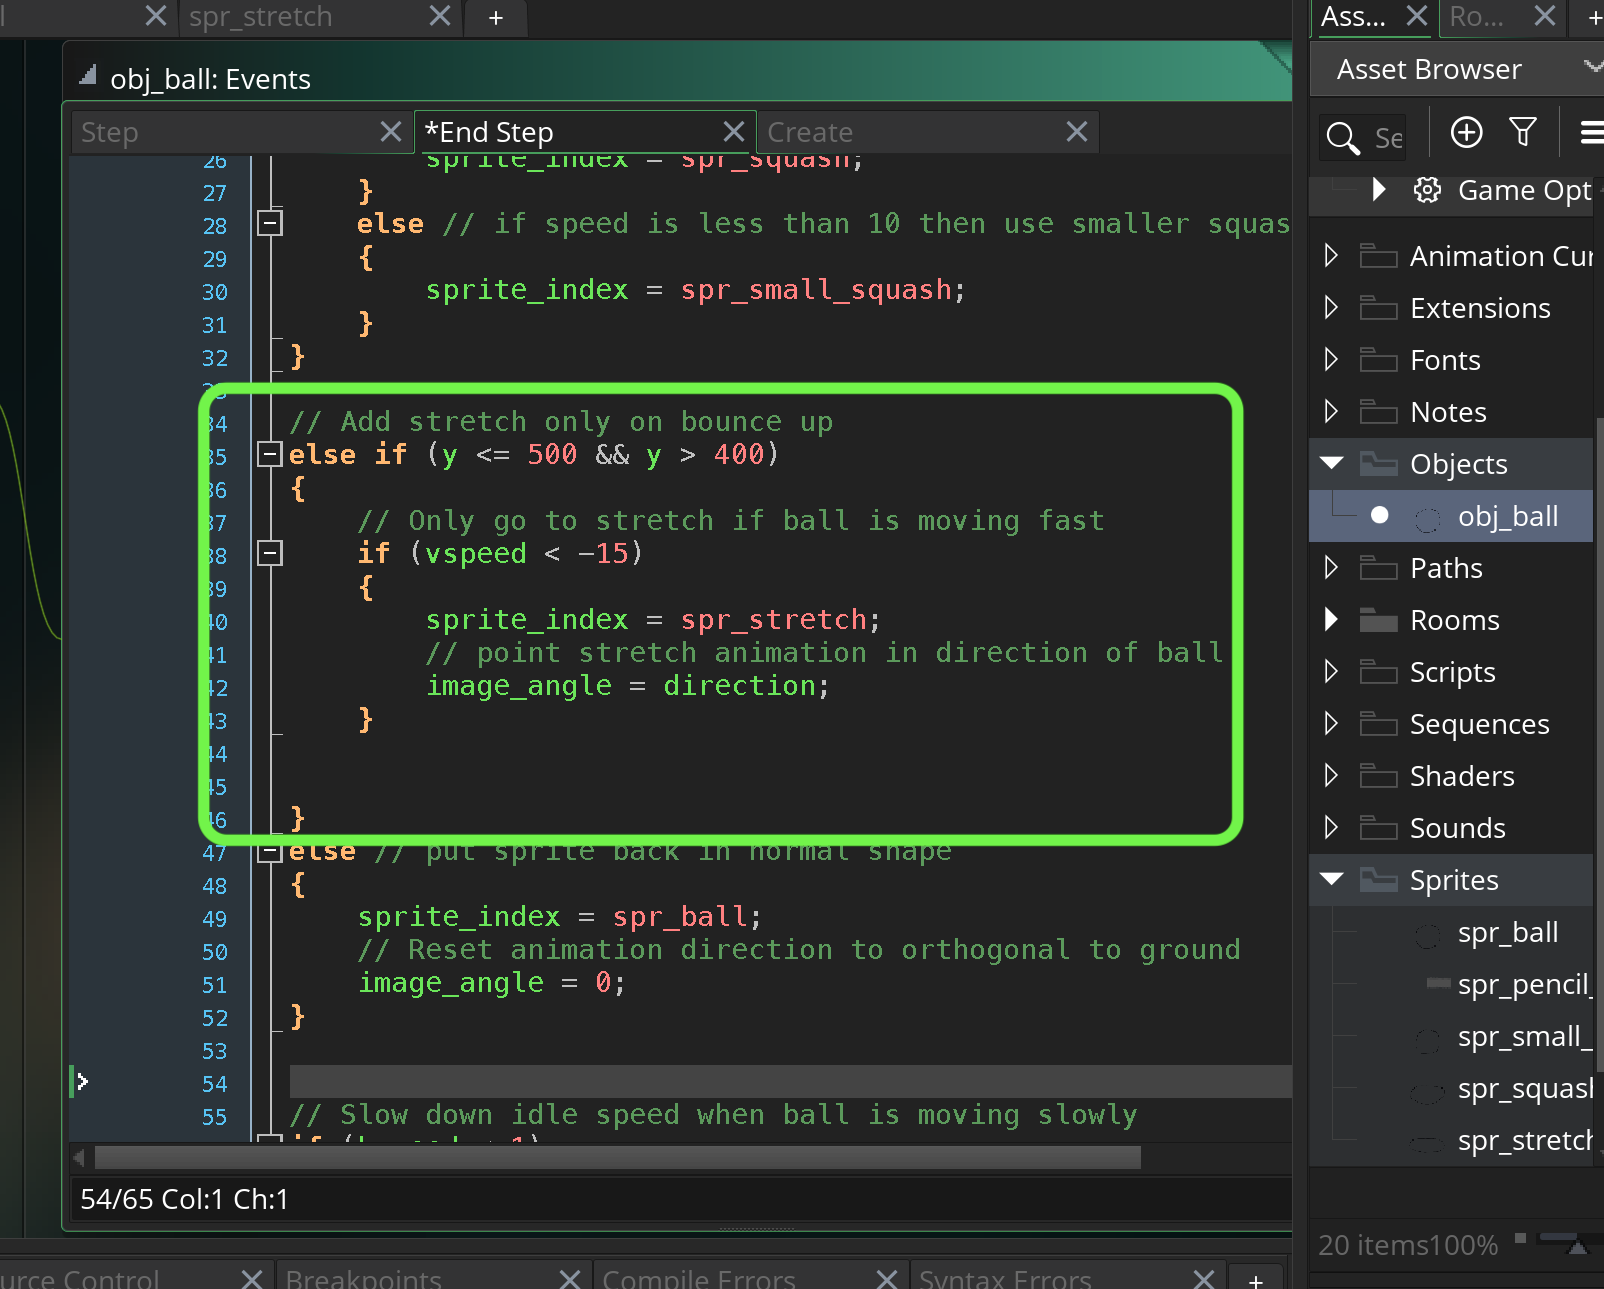 l
spr_stretch
+
Ass...
Ro...
+
obj_ball: Events
Asset Browser
Step
*End Step
Create
Se
26 sprite_index = spr_squash;
27 }
28 else // if speed is less than 10 then use smaller squas
29 {
30 sprite_index = spr_small_squash;
31 }
32 }
34 // Add stretch only on bounce up
35 else if (y <= 500 && y > 400)
36 {
37 // Only go to stretch if ball is moving fast
38 if (vspeed < -15)
39 {
40 sprite_index = spr_stretch;
41 // point stretch animation in direction of ball
42 image_angle = direction;
43 }
44
45
46 }
47 else // put sprite back in normal shape
48 {
49 sprite_index = spr_ball;
50 // Reset animation direction to orthogonal to ground
51 image_angle = 0;
52 }
53
54
55 // Slow down idle speed when ball is moving slowly
54/65 Col:1 Ch:1
Game Opt
Animation Cur
Extensions
Fonts
Notes
Objects
obj_ball
Paths
Rooms
Scripts
Sequences
Shaders
Sounds
Sprites
spr_ball
spr_pencil_
spr_small_
spr_squash
spr_stretch
20 items 100%
urce Control
Breakpoints
Compile Errors
Syntax Errors
+